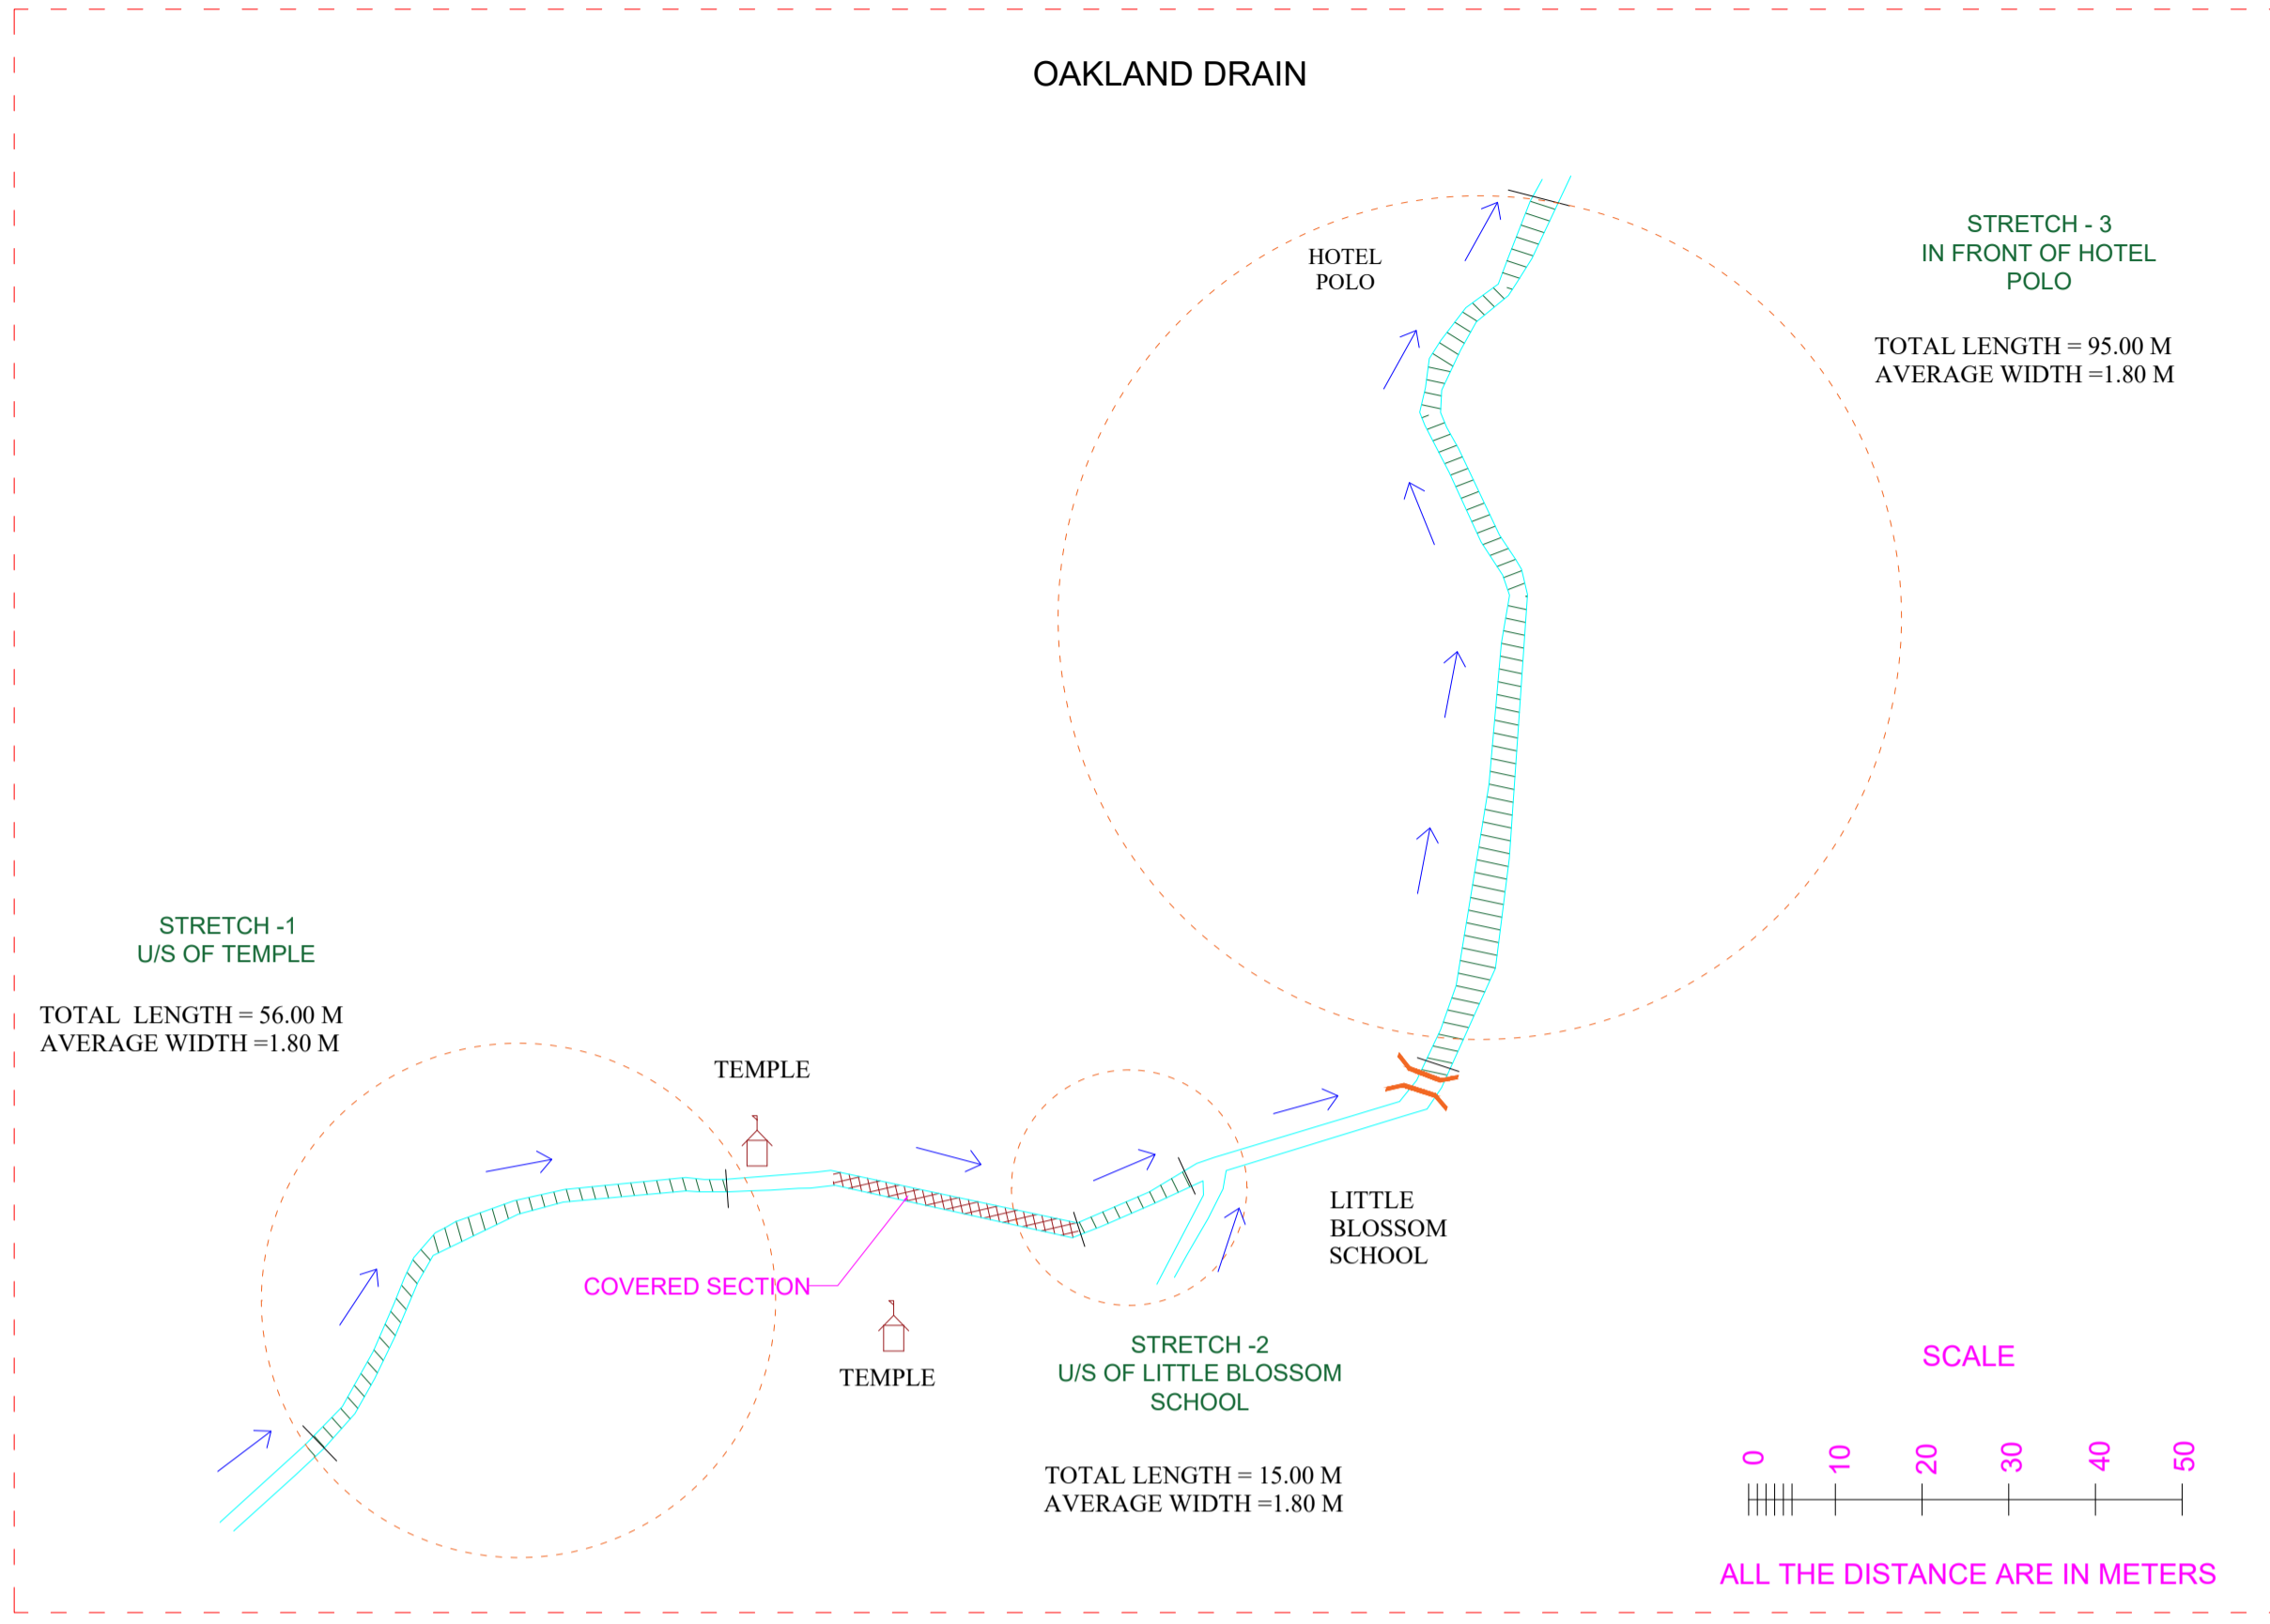 OAKLAND DRAIN
HOTEL
POLO
STRETCH - 3
IN FRONT OF HOTEL
POLO
TOTAL LENGTH = 95.00 M
AVERAGE WIDTH =1.80 M
STRETCH -1
U/S OF TEMPLE
TOTAL  LENGTH = 56.00 M
AVERAGE WIDTH =1.80 M
TEMPLE
COVERED SECTION
TEMPLE
LITTLE
BLOSSOM
SCHOOL
STRETCH -2
U/S OF LITTLE BLOSSOM
SCHOOL
TOTAL LENGTH = 15.00 M
AVERAGE WIDTH =1.80 M
SCALE
0 10 20 30 40 50
ALL THE DISTANCE ARE IN METERS